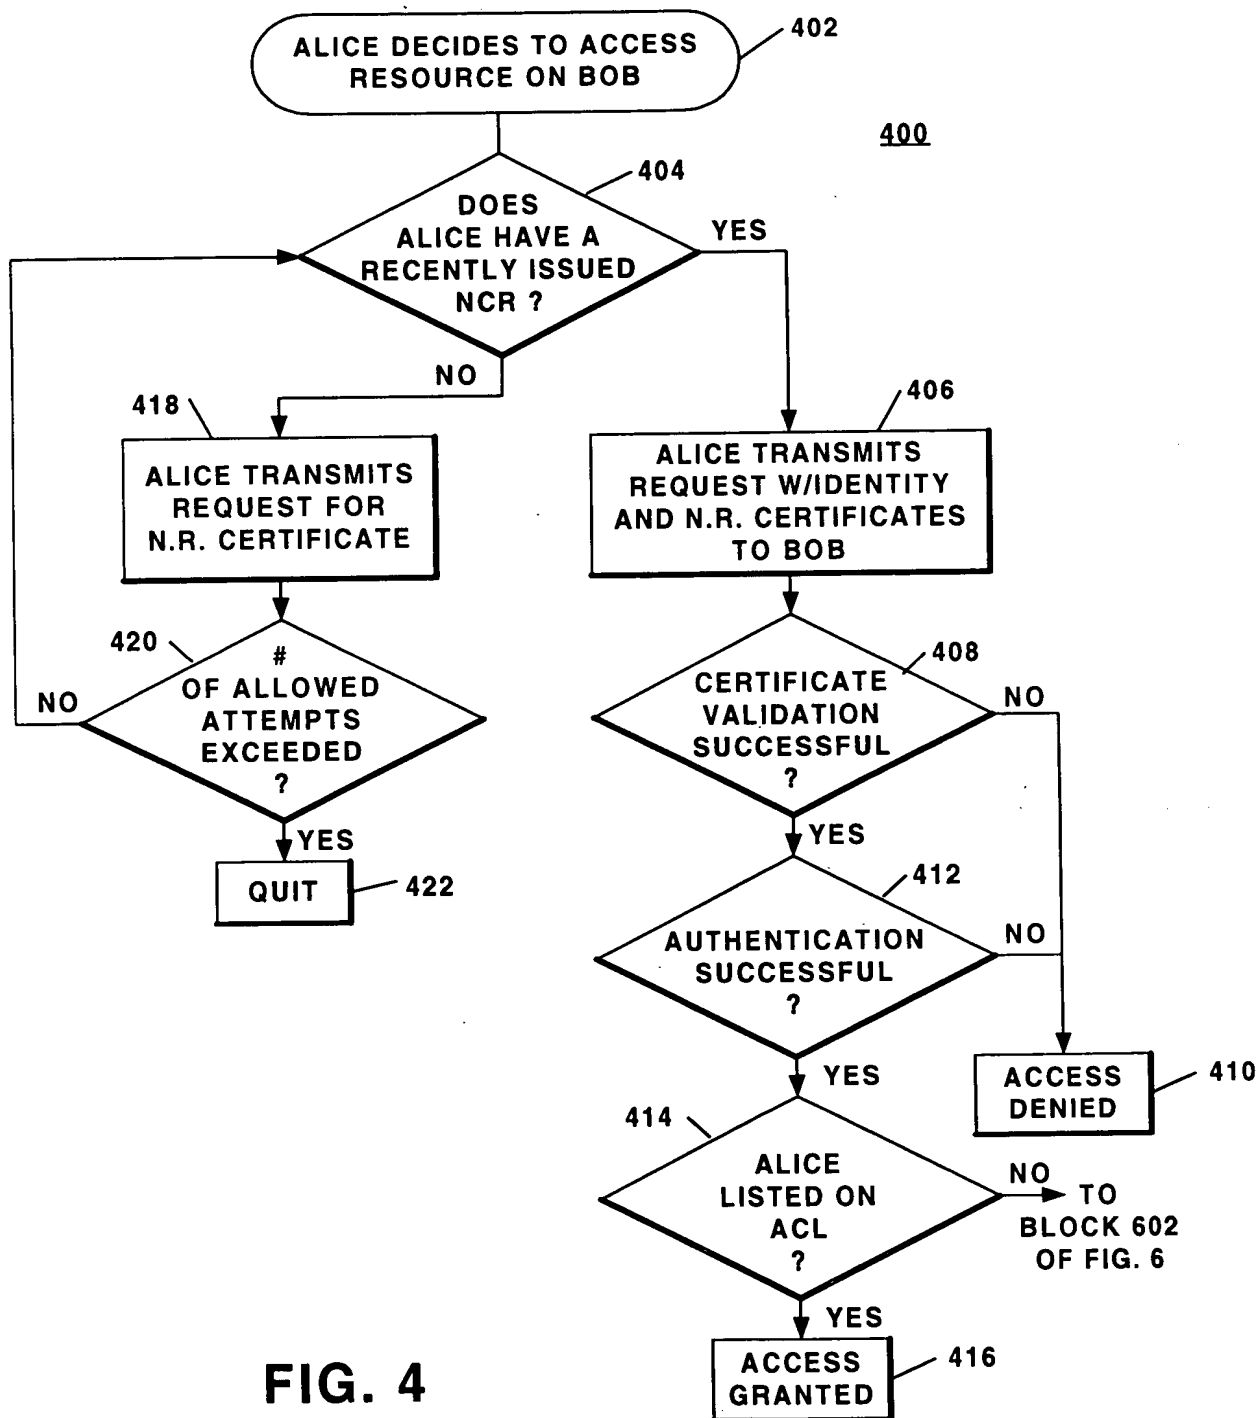 ALICE DECIDES TO ACCESS
RESOURCE ON BOB
402
400
404
DOES
ALICE HAVE A
RECENTLY ISSUED
NCR ?
YES
NO
418
406
ALICE TRANSMITS
REQUEST FOR
N.R. CERTIFICATE
ALICE TRANSMITS
REQUEST W/IDENTITY
AND N.R. CERTIFICATES
TO BOB
420
#
OF ALLOWED
ATTEMPTS
EXCEEDED
?
NO
YES
QUIT
422
408
CERTIFICATE
VALIDATION
SUCCESSFUL
?
NO
YES
412
AUTHENTICATION
SUCCESSFUL
?
NO
YES
ACCESS
DENIED
410
414
ALICE
LISTED ON
ACL
?
NO
TO
BLOCK 602
OF FIG. 6
YES
ACCESS
GRANTED
416
FIG. 4